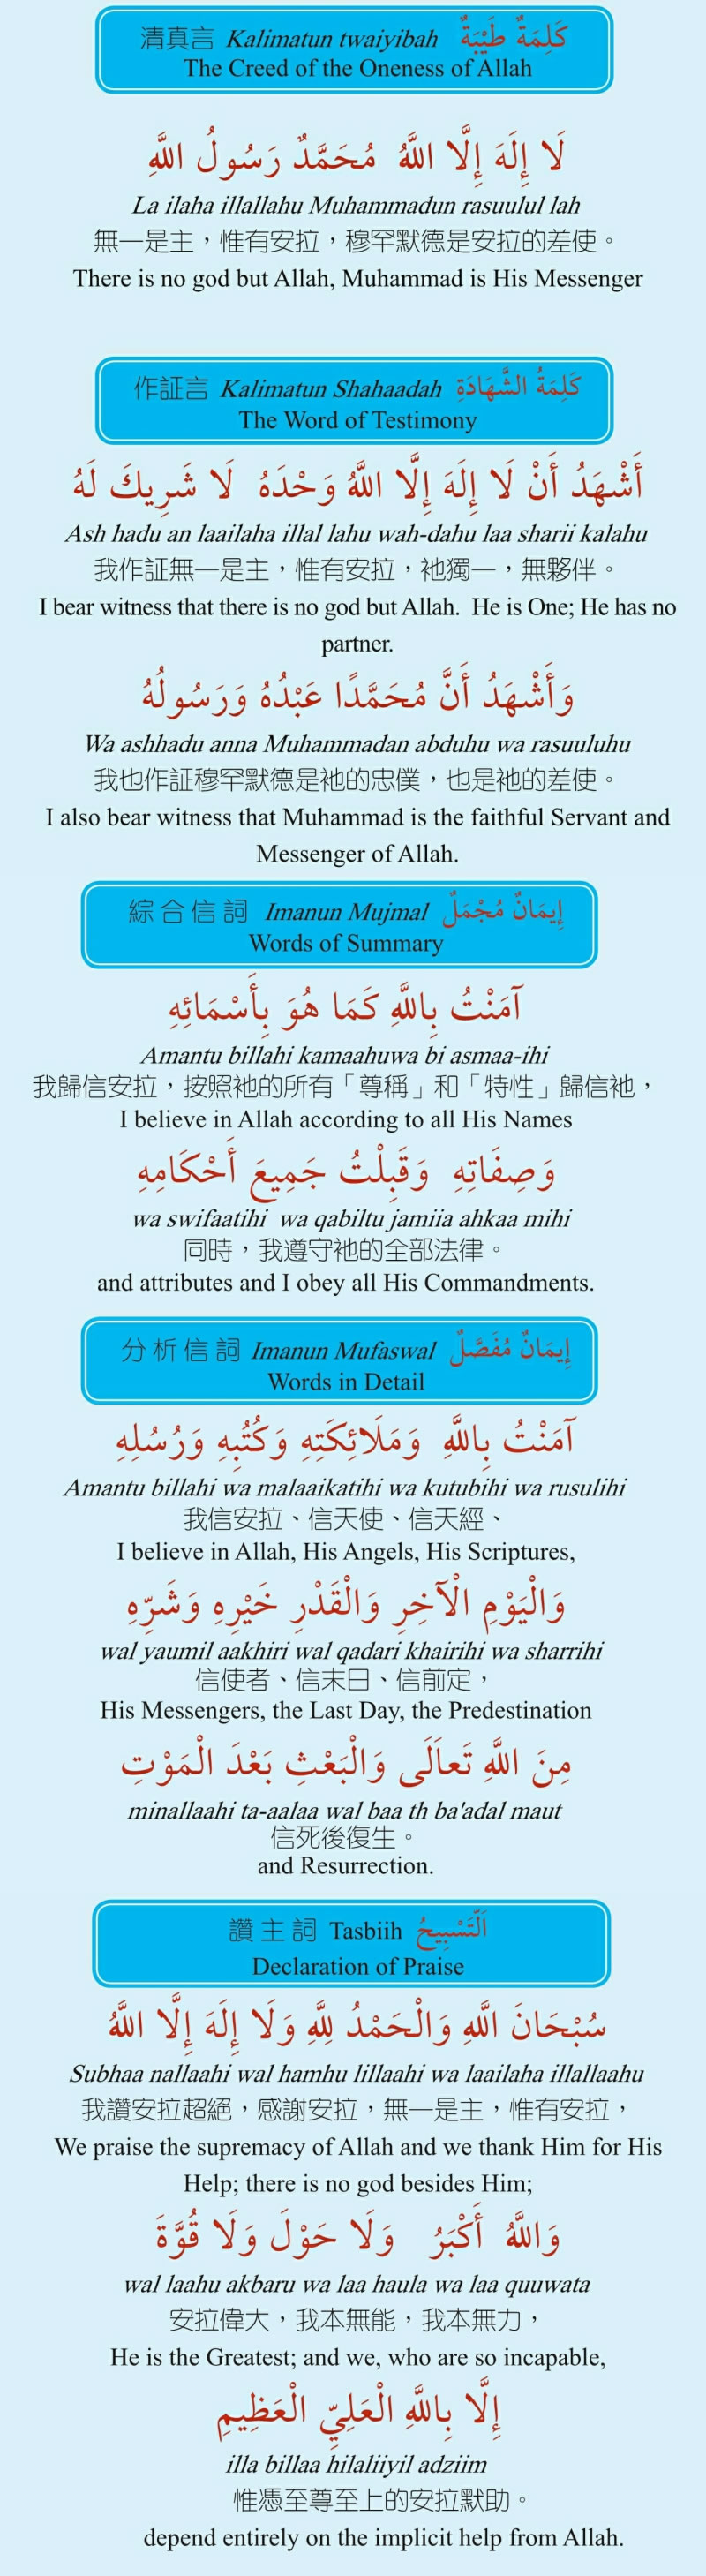 清真言 Kalimatun twaiyibah كَلِمَةٌ طَيْبَةٌ
The Creed of the Oneness of Allah
لَا إِلَهَ إِلَّا اللَّهُ مُحَمَّدٌ رَسُولُ اللَّهِ
La ilaha illallahu Muhammadun rasuulul lah
無一是主，惟有安拉，穆罕默德是安拉的差使。
There is no god but Allah, Muhammad is His Messenger
作証言 Kalimatun Shahaadah كَلِمَةُ الشَّهَادَة
The Word of Testimony
أَشْهَدُ أَنْ لَا إِلَهَ إِلَّا اللَّهُ وَحْدَهُ لَا شَرِيكَ لَهُ
Ash hadu an laailaha illal lahu wah-dahu laa sharii kalahu
我作証無一是主，惟有安拉，祂獨一，無夥伴。
I bear witness that there is no god but Allah. He is One; He has no
partner.
وَأَشْهَدُ أَنَّ مُحَمَّدًا عَبْدُهُ وَرَسُولُهُ
Wa ashhadu anna Muhammadan abduhu wa rasuuluhu
我也作証穆罕默德是祂的忠僕，也是祂的差使。
I also bear witness that Muhammad is the faithful Servant and
Messenger of Allah.
綜合信詞 Imanun Mujmal إِيمَانٌ مُجْمَلٌ
Words of Summary
آمَنْتُ بِاللَّهِ كَمَا هُوَ بِأَسْمَائِهِ
Amantu billahi kamaahuwa bi asmaa-ihi
我歸信安拉，按照祂的所有「尊稱」和「特性」歸信祂，
I believe in Allah according to all His Names
وَصِفَاتِهِ وَقَبِلْتُ جَمِيعَ أَحْكَامِهِ
wa swifaatihi wa qabiltu jamiia ahkaa mihi
同時，我遵守祂的全部法律。
and attributes and I obey all His Commandments.
分析信詞 Imanun Mufaswal إِيمَانٌ مُفَصَّلٌ
Words in Detail
آمَنْتُ بِاللَّهِ وَمَلَائِكَتِهِ وَكُتُبِهِ وَرُسُلِهِ
Amantu billahi wa malaaikatihi wa kutubihi wa rusulihi
我信安拉、信天使、信天經、
I believe in Allah, His Angels, His Scriptures,
وَالْيَوْمِ الْآخِرِ وَالْقَدْرِ خَيْرِهِ وَشَرِّهِ
wal yaumil aakhiri wal qadari khairihi wa sharrihi
信使者、信末日、信前定，
His Messengers, the Last Day, the Predestination
مِنَ اللَّهِ تَعاَلَى وَالْبَعْثِ بَعْدَ الْمَوْتِ
minallaahi ta-aalaa wal baa th ba'adal maut
信死後復生。
and Resurrection.
讚主詞 Tasbiih اَلتَّسْبِيحُ
Declaration of Praise
سُبْحَانَ اللَّهِ وَالْحَمْدُ لِلَّهِ وَلَا إِلَهَ إِلَّا اللَّهُ
Subhaa nallaahi wal hamhu lillaahi wa laailaha illallaahu
我讚安拉超絕，感謝安拉，無一是主，惟有安拉，
We praise the supremacy of Allah and we thank Him for His
Help; there is no god besides Him;
وَاللَّهُ أَكْبَرُ وَلَا حَوْلَ وَلَا قُوَّةَ
wal laahu akbaru wa laa haula wa laa quuwata
安拉偉大，我本無能，我本無力，
He is the Greatest; and we, who are so incapable,
إِلَّا بِاللَّهِ الْعَلِيِّ الْعَظِيمِ
illa billaa hilaliiyil adziim
惟憑至尊至上的安拉默助。
depend entirely on the implicit help from Allah.